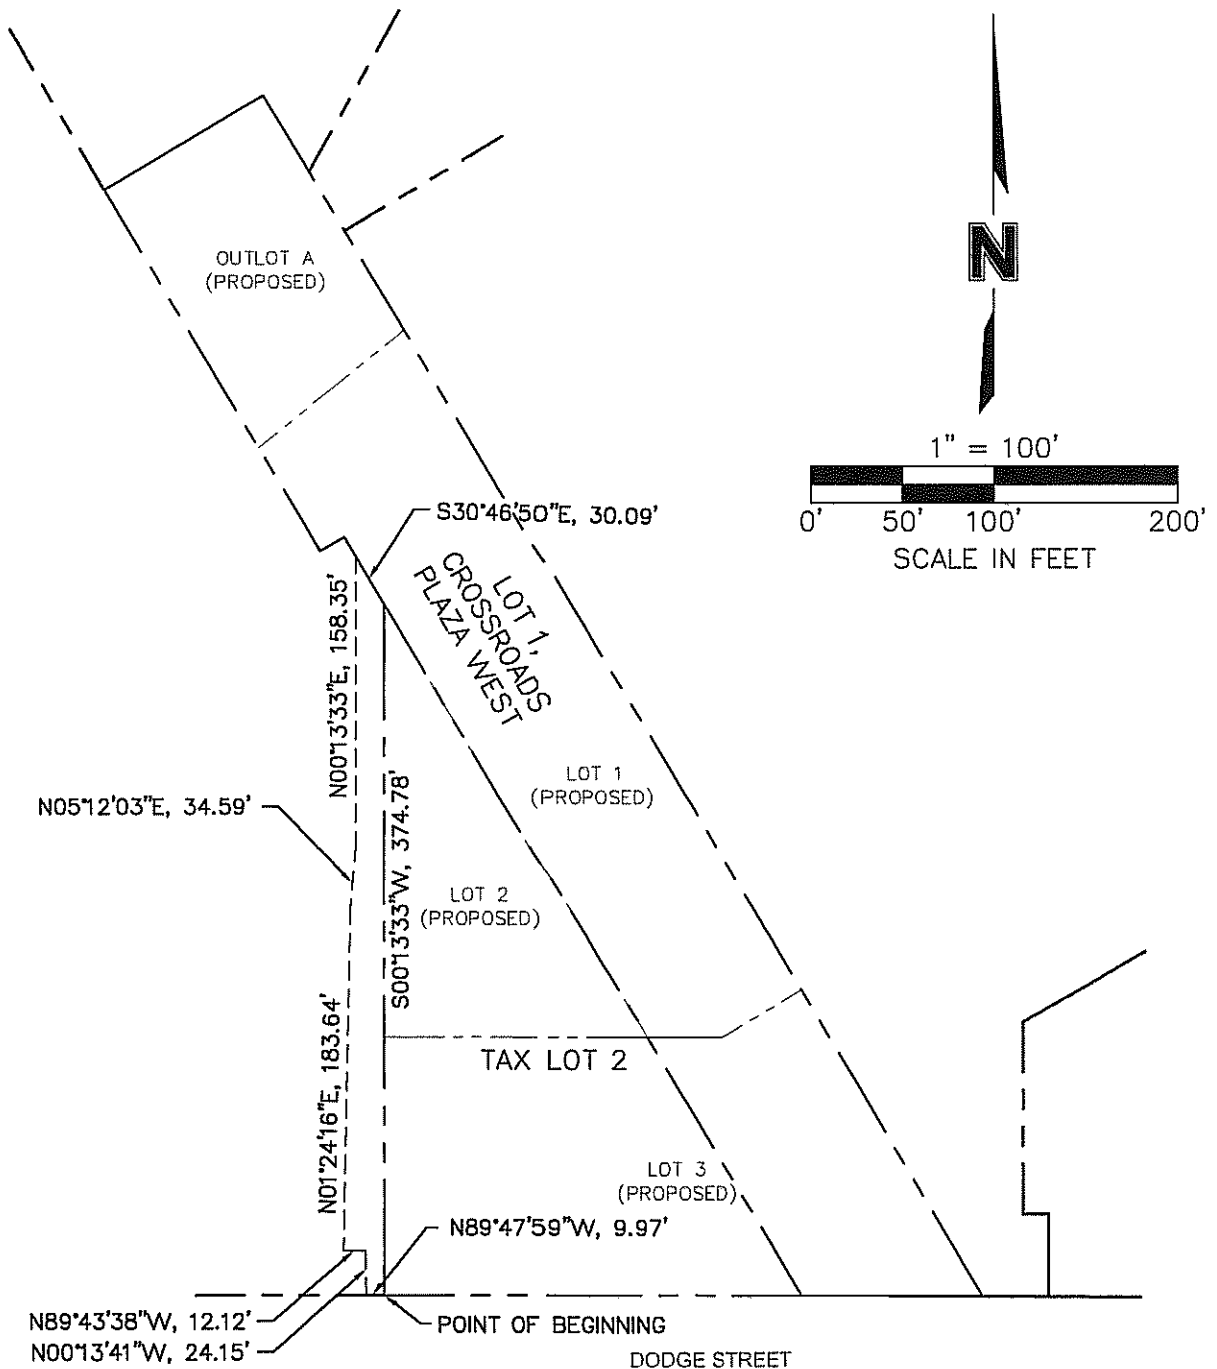 OUTLOT A
(PROPOSED)
N
1" = 100'
0' 50' 100' 200'
SCALE IN FEET
S30°46'50"E, 30.09'
LOT 1,
CROSSROADS
PLAZA WEST
N00°13'33"E, 158.35'
LOT 1
(PROPOSED)
N05°12'03"E, 34.59'
S00°13'33"W, 374.78'
LOT 2
(PROPOSED)
TAX LOT 2
N01°24'16"E, 183.64'
LOT 3
(PROPOSED)
N89°47'59"W, 9.97'
N89°43'38"W, 12.12'
POINT OF BEGINNING
N00°13'41"W, 24.15'
DODGE STREET